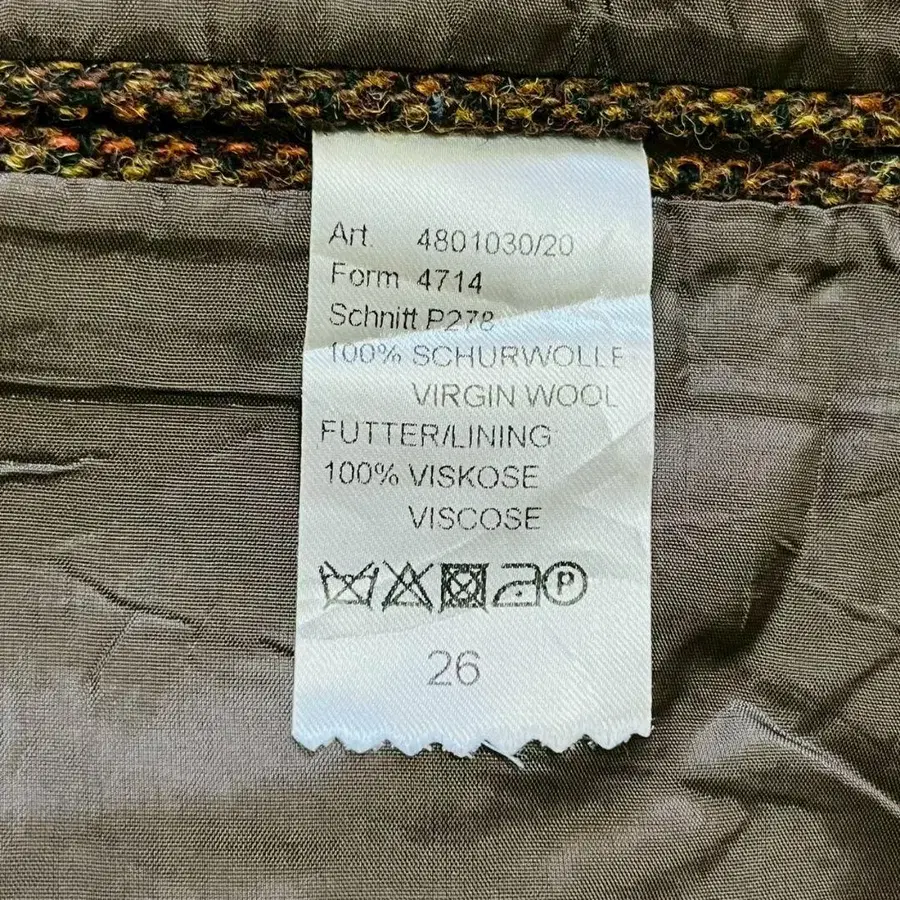 Art. 4801030/20
Form 4714
Schnitt P278
100% SCHURWOLLE
VIRGIN WOOL
FUTTER/LINING
100% VISKOSE
VISCOSE
P
26